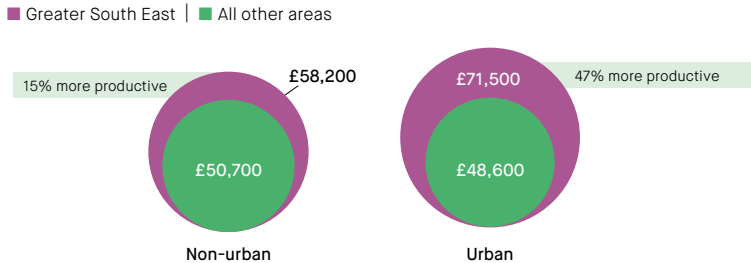 Greater South East | All other areas
15% more productive
£58,200
£50,700
Non-urban
£71,500
47% more productive
£48,600
Urban